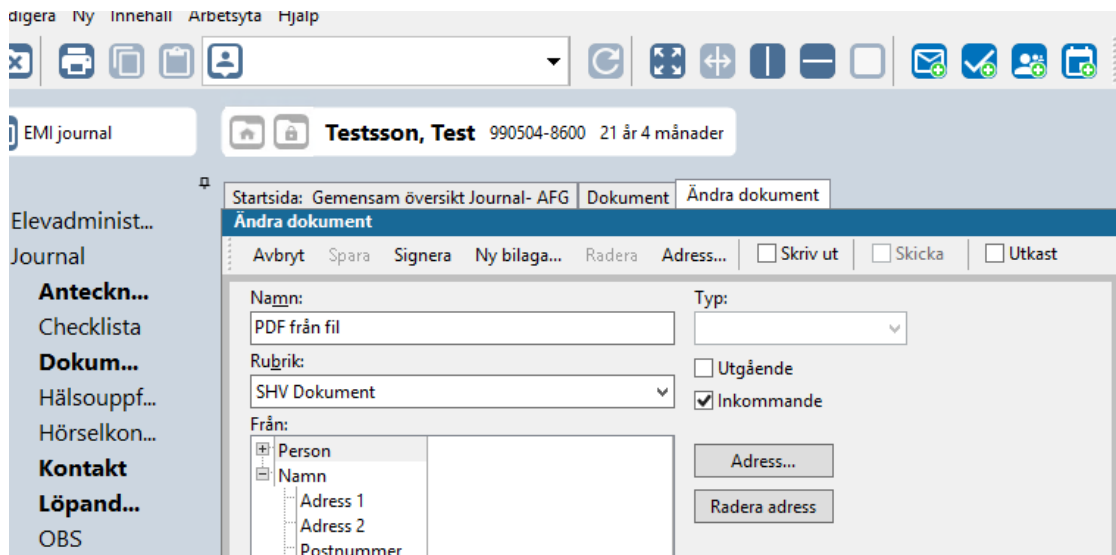 digera Ny Innehåll Arbetsyta Hjälp
EMI journal
Testsson, Test 990504-8600 21 år 4 månader
Startsida: Gemensam översikt Journal- AFG Dokument Ändra dokument
Ändra dokument
Avbryt Spara Signera Ny bilaga... Radera Adress... Skriv ut Skicka Utkast
Elevadminist...
Journal
Anteckn...
Checklista
Dokum...
Hälsouppf...
Hörselkon...
Kontakt
Löpand...
OBS
Namn:
PDF från fil
Rubrik:
SHV Dokument
Från:
Person
Namn
Adress 1
Adress 2
Postnummer
Typ:
Utgående
Inkommande
Adress...
Radera adress